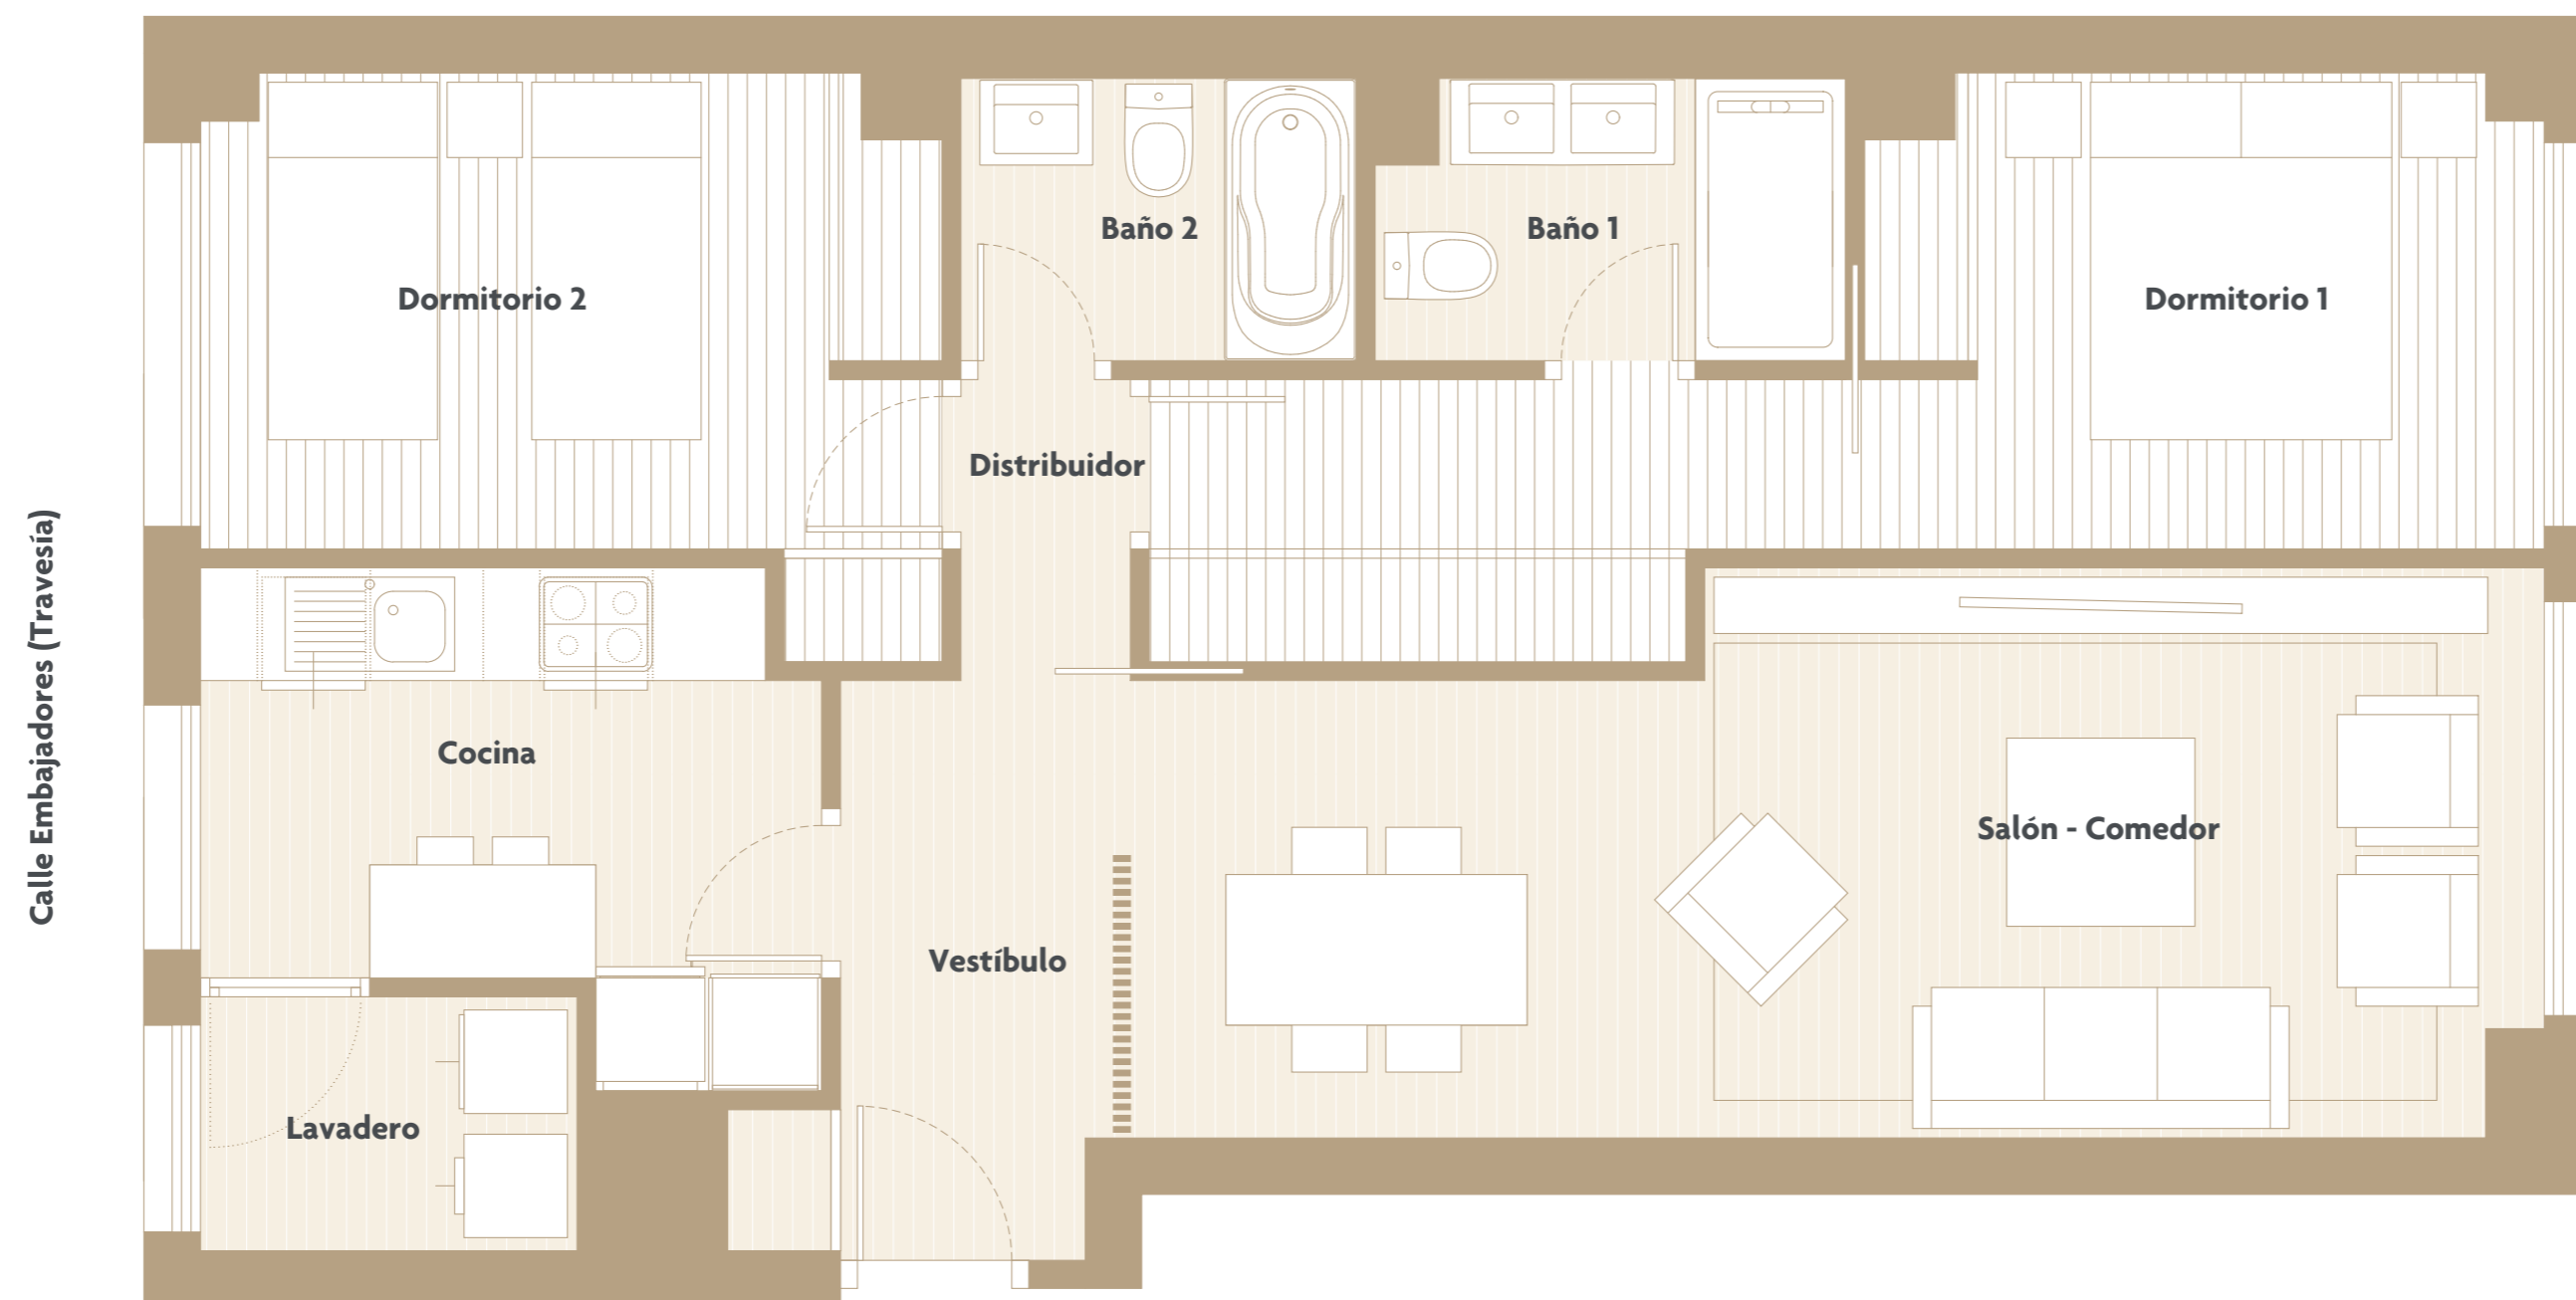 Baño 2
Baño 1
Dormitorio 2
Dormitorio 1
Distribuidor
Calle Embajadores (Travesía)
Cocina
Salón - Comedor
Vestíbulo
Lavadero